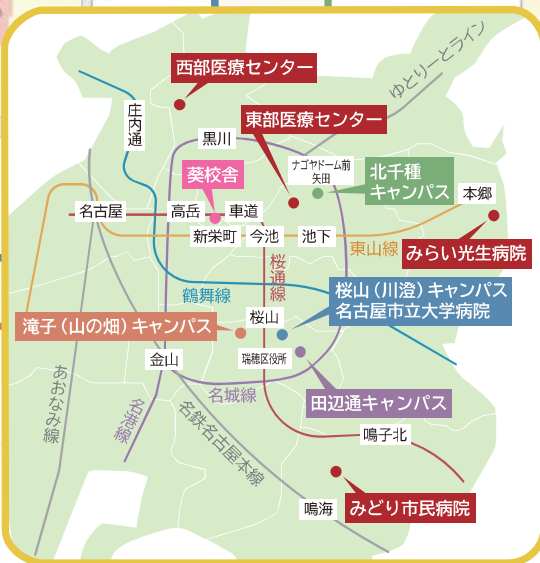 西部医療センター
ゆとりーとライン
庄内通
東部医療センター
黒川
ナゴヤドーム前
矢田
北千種
キャンパス
葵校舎
本郷
名古屋
高岳
車道
新栄町
今池
池下
東山線
みらい光生病院
桜通線
鶴舞線
桜山（川澄）キャンパス
名古屋市立大学病院
桜山
滝子（山の畑）キャンパス
金山
瑞穂区役所
あおなみ線
名港線
名城線
田辺通キャンパス
名鉄名古屋本線
鳴子北
鳴海
みどり市民病院